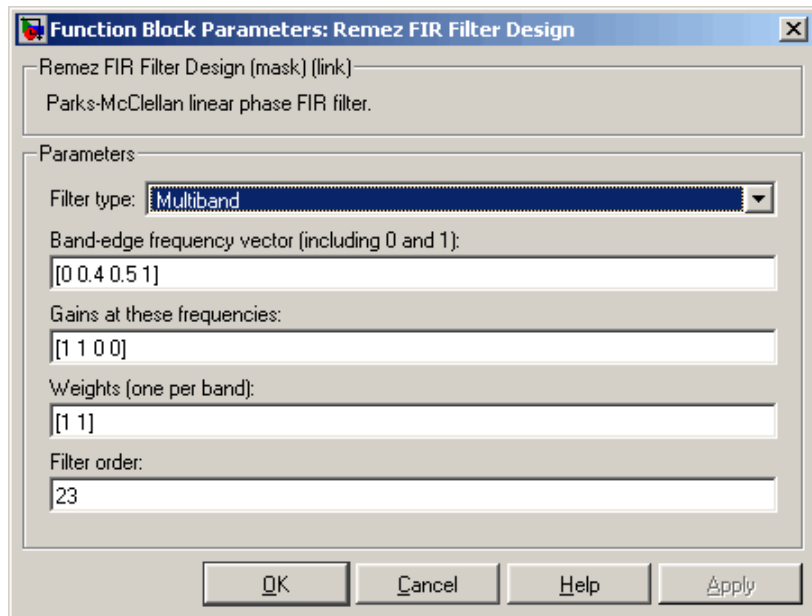 Function Block Parameters: Remez FIR Filter Design
Remez FIR Filter Design (mask) (link)
Parks-McClellan linear phase FIR filter.
Parameters
Filter type: Multiband
Band-edge frequency vector (including 0 and 1):
[0 0.4 0.5 1]
Gains at these frequencies:
[1 1 0 0]
Weights (one per band):
[1 1]
Filter order:
23
OK Cancel Help Apply